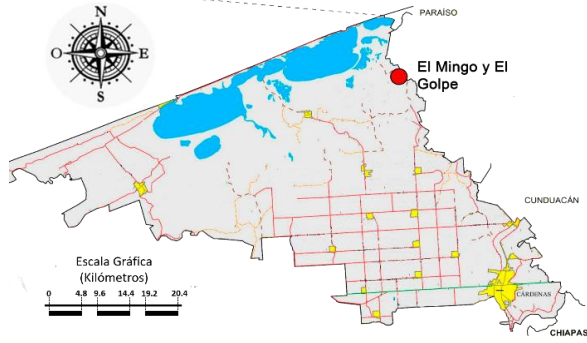 PARAÍSO
N
O
E
S
El Mingo y El
Golpe
CUNDUACÁN
Escala Gráfica
(Kilómetros)
0 4.8 9.6 14.4 19.2 20.4
CÁRDENAS
CHIAPAS